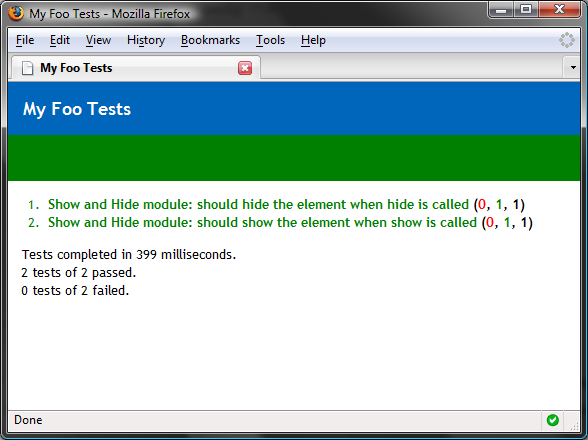 My Foo Tests - Mozilla Firefox
File Edit View History Bookmarks Tools Help
My Foo Tests
My Foo Tests
1. Show and Hide module: should hide the element when hide is called (0, 1, 1)
2. Show and Hide module: should show the element when show is called (0, 1, 1)
Tests completed in 399 milliseconds.
2 tests of 2 passed.
0 tests of 2 failed.
Done